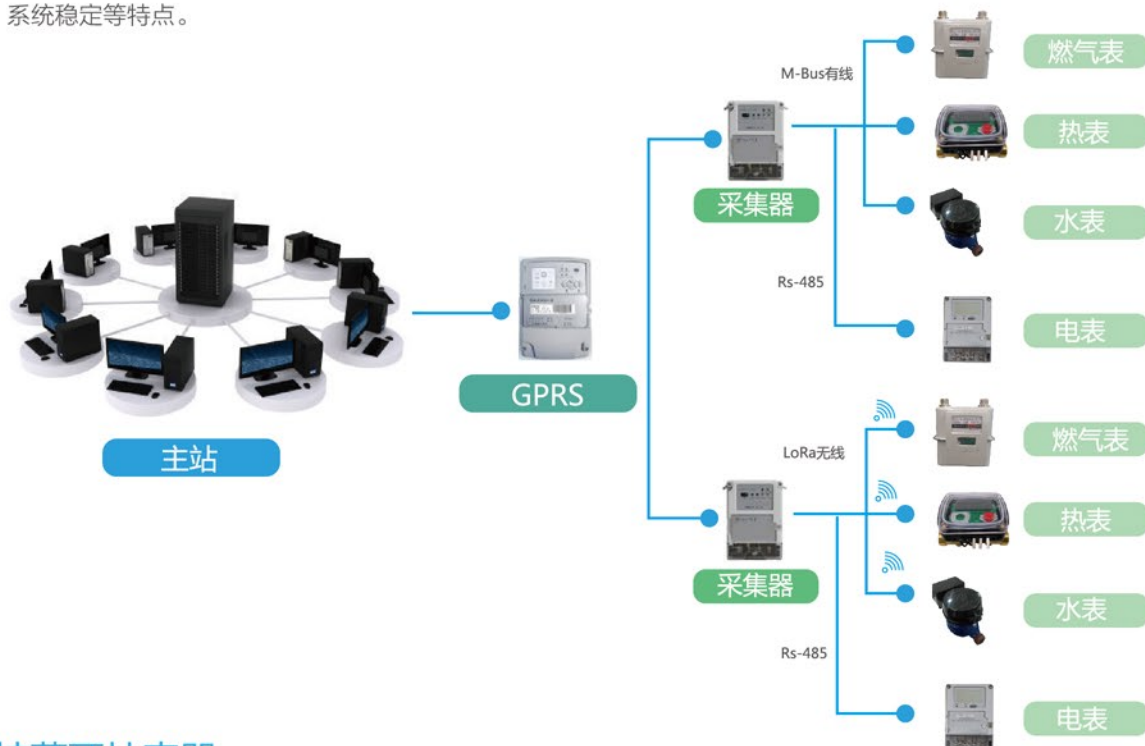 系统稳定等特点。
M-Bus有线
燃气表
热表
采集器
水表
Rs-485
电表
GPRS
主站
LoRa无线
燃气表
热表
采集器
水表
Rs-485
电表